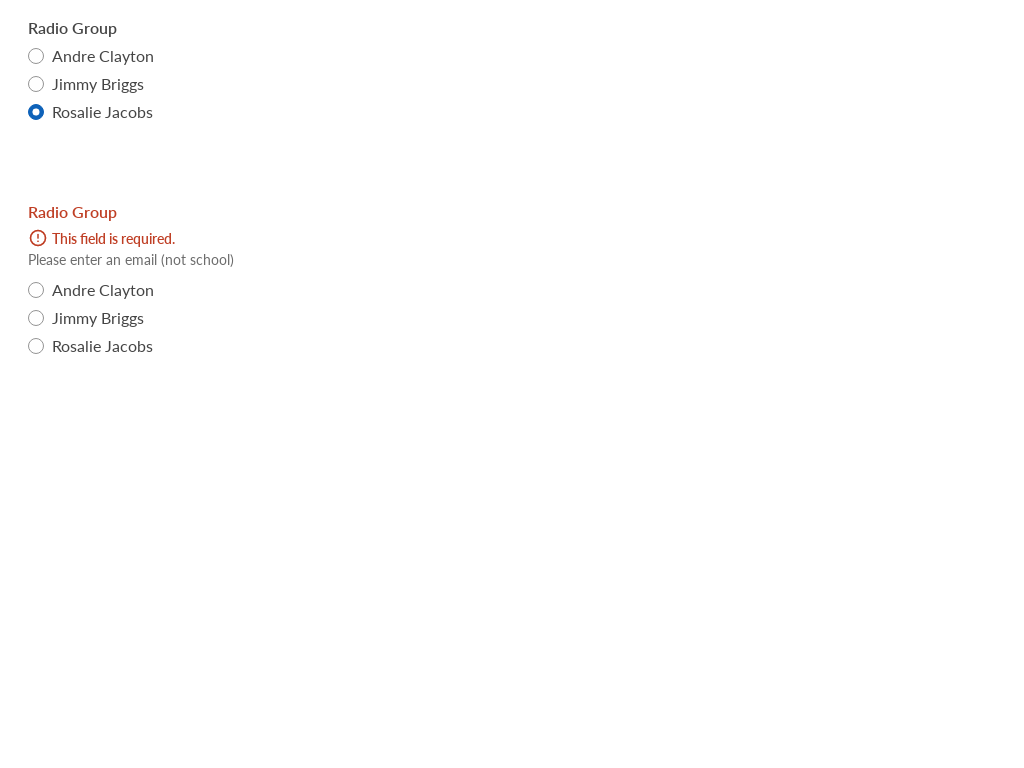 Radio Group
Andre Clayton
Jimmy Briggs
Rosalie Jacobs
Radio Group
This field is required.
Please enter an email (not school)
Andre Clayton
Jimmy Briggs
Rosalie Jacobs